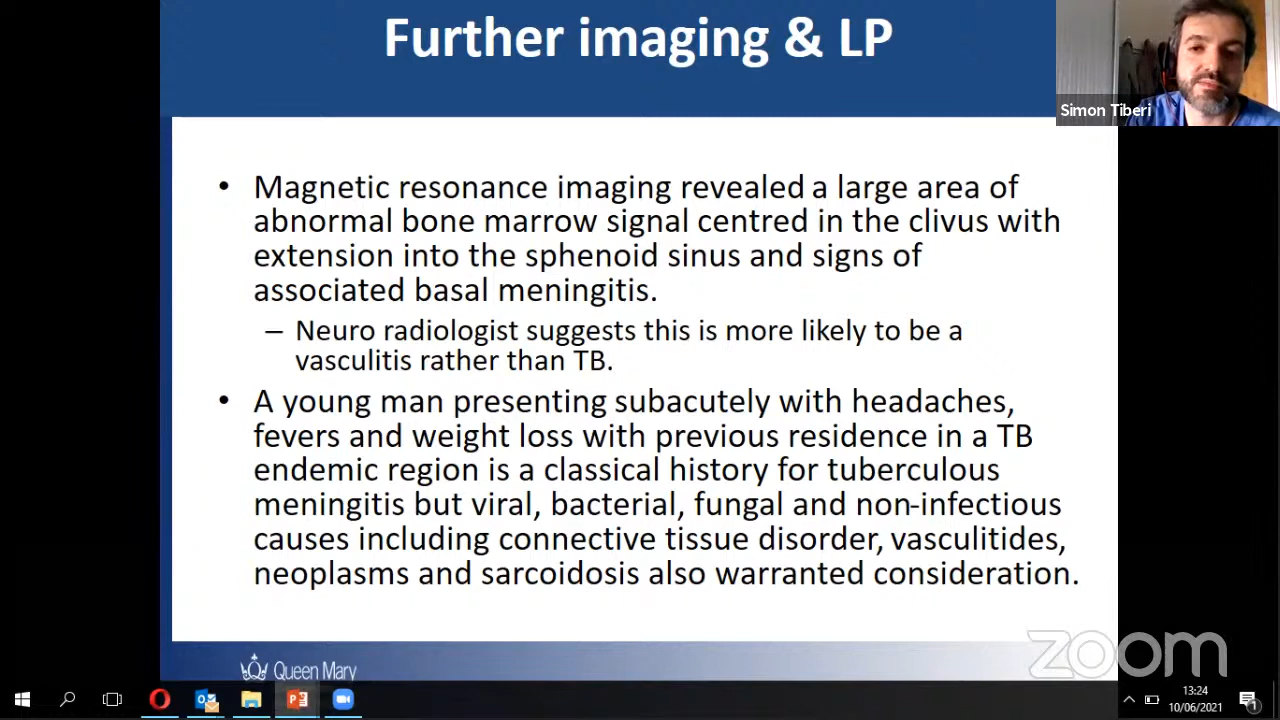 Further imaging & LP
Simon Tiberi
• Magnetic resonance imaging revealed a large area of
abnormal bone marrow signal centred in the clivus with
extension into the sphenoid sinus and signs of
associated basal meningitis.
– Neuro radiologist suggests this is more likely to be a
vasculitis rather than TB.
• A young man presenting subacutely with headaches,
fevers and weight loss with previous residence in a TB
endemic region is a classical history for tuberculous
meningitis but viral, bacterial, fungal and non-infectious
causes including connective tissue disorder, vasculitides,
neoplasms and sarcoidosis also warranted consideration.
Queen Mary
zoom
13:24
10/06/2021
1